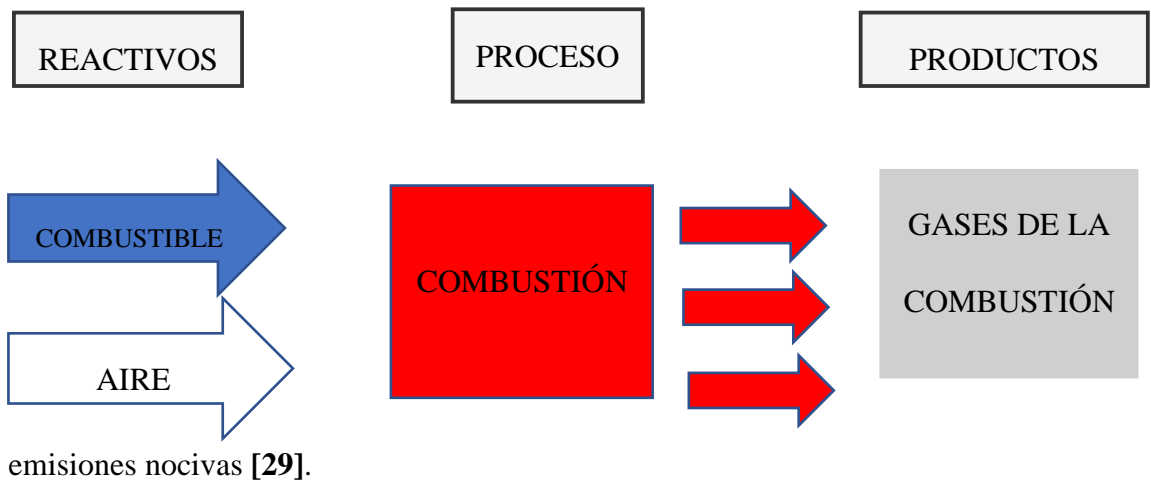 REACTIVOS
PROCESO
PRODUCTOS
COMBUSTIBLE
AIRE
COMBUSTIÓN
GASES DE LA
COMBUSTIÓN
emisiones nocivas [29].